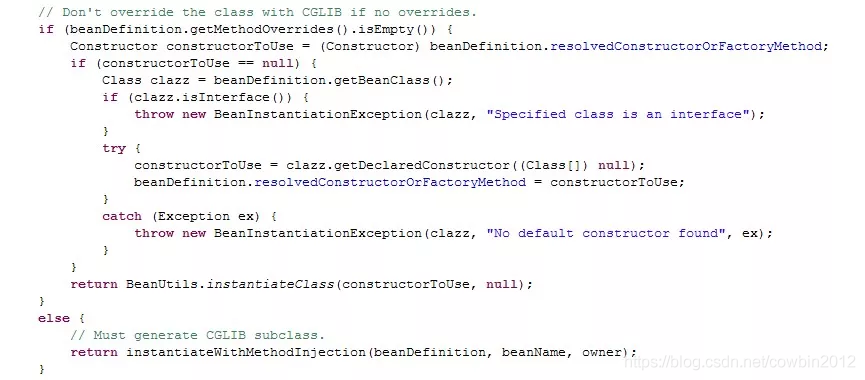 // Don't override the class with CGLIB if no overrides.
if (beanDefinition.getMethodOverrides().isEmpty()) {
Constructor constructorToUse = (Constructor) beanDefinition.resolvedConstructorOrFactoryMethod;
if (constructorToUse == null) {
Class clazz = beanDefinition.getBeanClass();
if (clazz.isInterface()) {
throw new BeanInstantiationException(clazz, "Specified class is an interface");
}
try {
constructorToUse = clazz.getDeclaredConstructor((Class[]) null);
beanDefinition.resolvedConstructorOrFactoryMethod = constructorToUse;
}
catch (Exception ex) {
throw new BeanInstantiationException(clazz, "No default constructor found", ex);
}
}
return BeanUtils.instantiateClass(constructorToUse, null);
}
else {
// Must generate CGLIB subclass.
return instantiateWithMethodInjection(beanDefinition, beanName, owner);
}
https://blog.csdn.net/cowbin2012